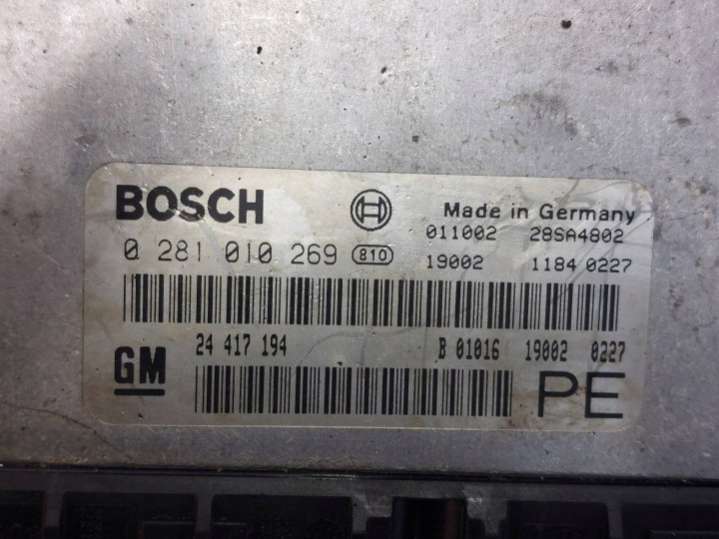 BOSCH Made in Germany
011002 28SA4802
0 281 010 269 810 19002 1184 0227
24 417 194 B 01016 19002 0227
GM PE